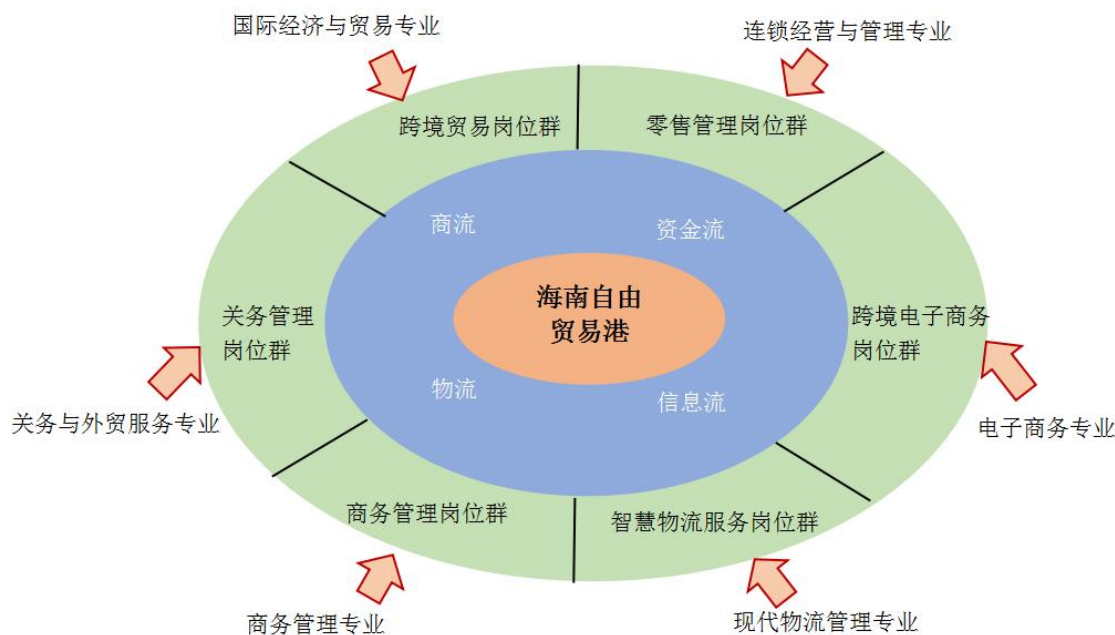 国际经济与贸易专业
连锁经营与管理专业
跨境贸易岗位群
零售管理岗位群
商流
资金流
海南自由
贸易港
关务管理
岗位群
跨境电子商务
岗位群
物流
信息流
关务与外贸服务专业
电子商务专业
商务管理岗位群
智慧物流服务岗位群
商务管理专业
现代物流管理专业